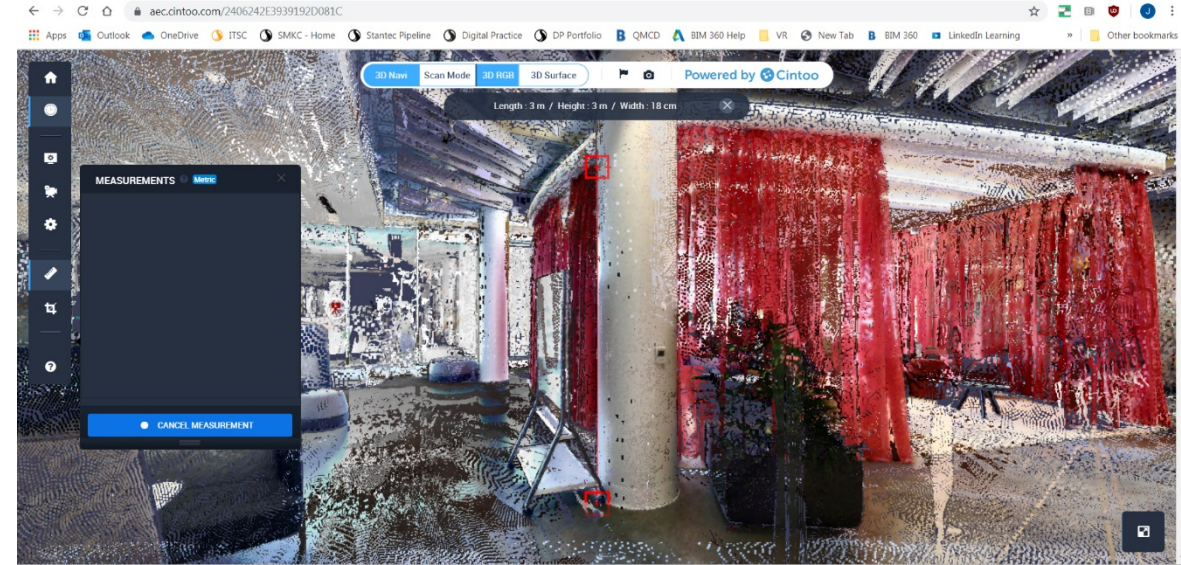 aec.cintoo.com/2406242E3939192D081C
Apps Outlook OneDrive ITSC SMKC - Home Stantec Pipeline Digital Practice DP Portfolio QMCD BIM 360 Help VR New Tab BIM 360 LinkedIn Learning » Other bookmarks
3D Navi Scan Mode 3D RGB 3D Surface Powered by Cintoo
Length : 3 m / Height : 3 m / Width : 18 cm
MEASUREMENTS Metric
CANCEL MEASUREMENT